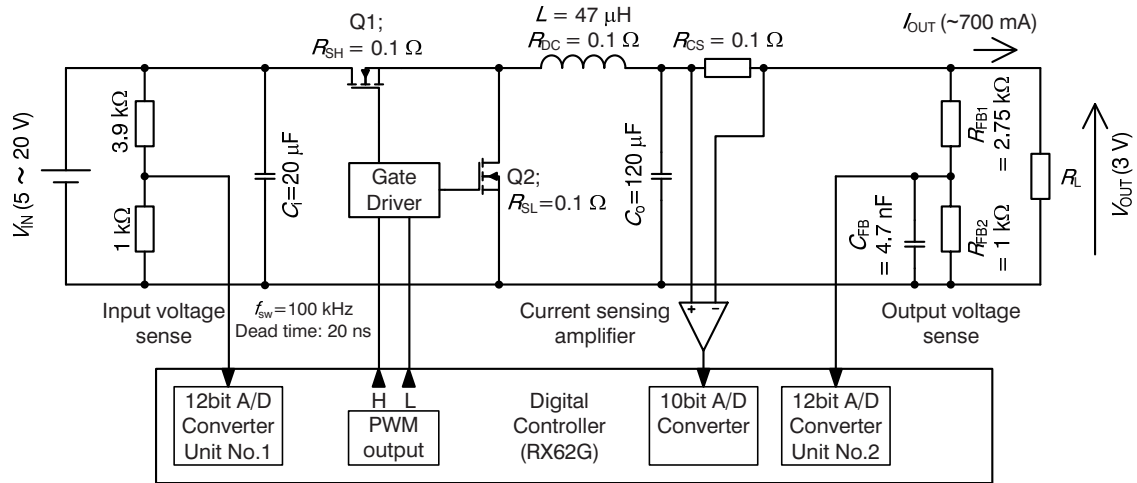 Q1;
R_SH = 0.1 Ω
L = 47 μH
R_DC = 0.1 Ω
R_CS = 0.1 Ω
I_OUT (~700 mA)
V_IN (5 ~ 20 V)
3.9 kΩ
1 kΩ
C_i=20 μF
Gate
Driver
Q2;
R_SL=0.1 Ω
C_o=120 μF
C_FB
= 4.7 nF
R_FB1
= 2.75 kΩ
R_FB2
= 1 kΩ
R_L
V_OUT (3 V)
Input voltage
sense
f_sw=100 kHz
Dead time: 20 ns
Current sensing
amplifier
+ −
Output voltage
sense
12bit A/D
Converter
Unit No.1
H L
PWM
output
Digital
Controller
(RX62G)
10bit A/D
Converter
12bit A/D
Converter
Unit No.2